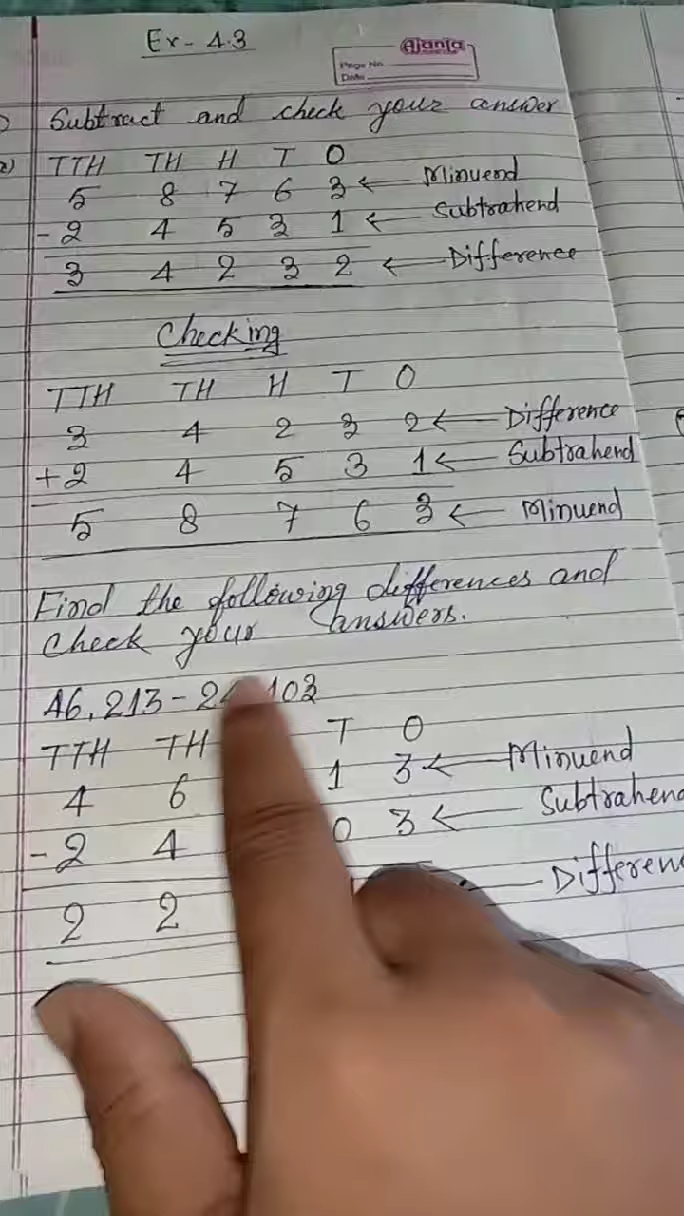 Ex- 4.3
Ajanta
Page No.
Date
Subtract and check your answer
a) TTH TH H T O
5 8 7 6 3 ← Minuend
- 2 4 5 3 1 ← Subtrahend
3 4 2 3 2 ← Difference
Checking
TTH TH H T O
3 4 2 3 2 ← Difference
+2 4 5 3 1 ← Subtrahend
5 8 7 6 3 ← Minuend
Find the following differences and
check your answers.
46,213 - 24,103
TTH TH T O
4 6 1 3 ← Minuend
- 2 4 0 3 ← Subtrahend
2 2 Differen